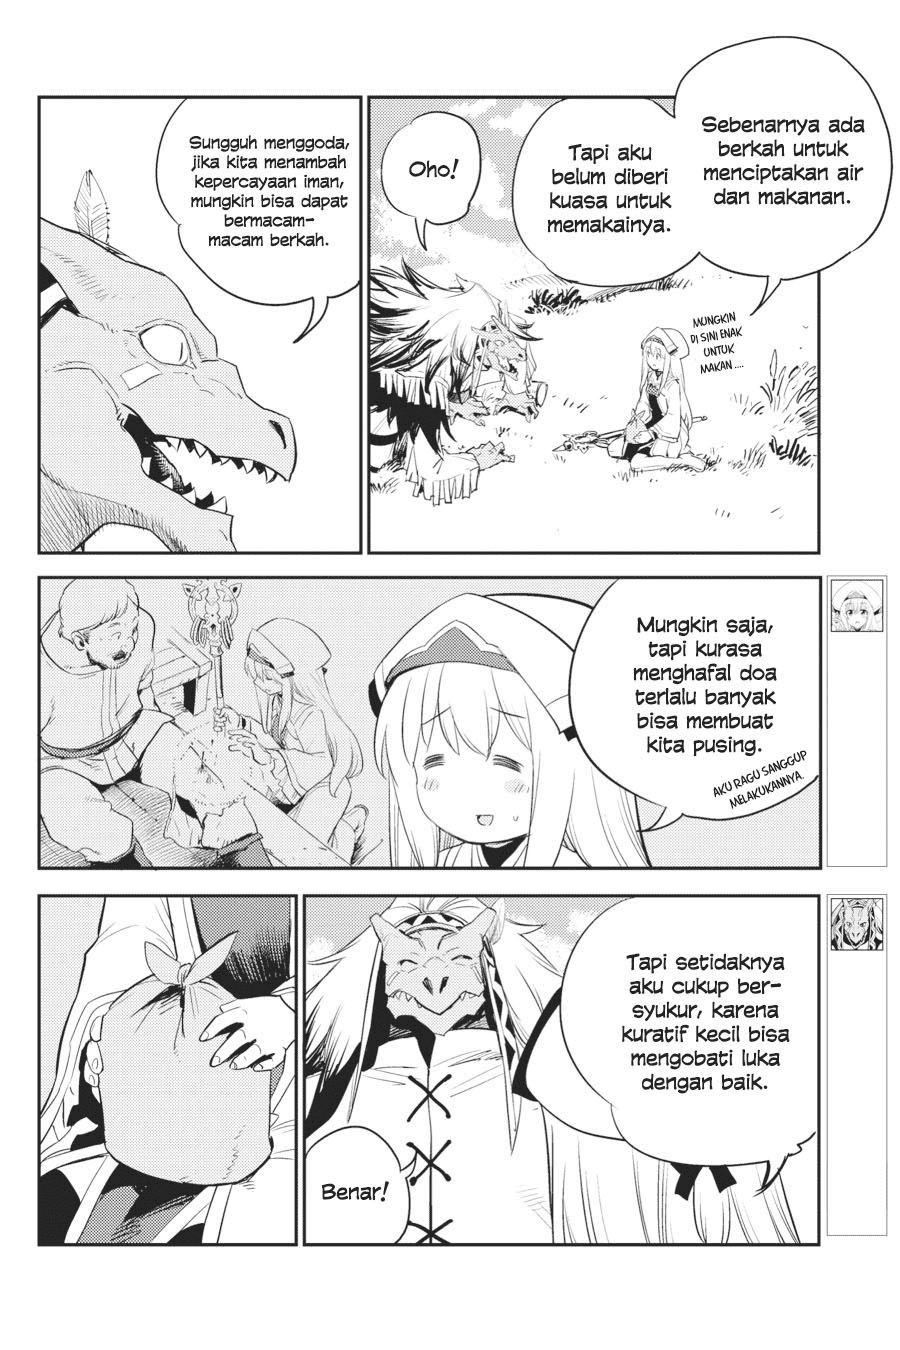 Sebenarnya ada
berkah untuk
menciptakan air
dan makanan.
Tapi aku
belum diberi
kuasa untuk
memakainya.
Oho!
MUNGKIN
DI SINI ENAK
UNTUK
MAKAN ....
Sungguh menggoda,
jika kita menambah
kepercayaan iman,
mungkin bisa dapat
bermacam-
macam berkah.
Mungkin saja,
tapi kurasa
menghafal doa
terlalu banyak
bisa membuat
kita pusing.
AKU RAGU SANGGUP
MELAKUKANNYA.
Tapi setidaknya
aku cukup ber-
syukur, karena
kuratif kecil bisa
mengobati luka
dengan baik.
Benar!